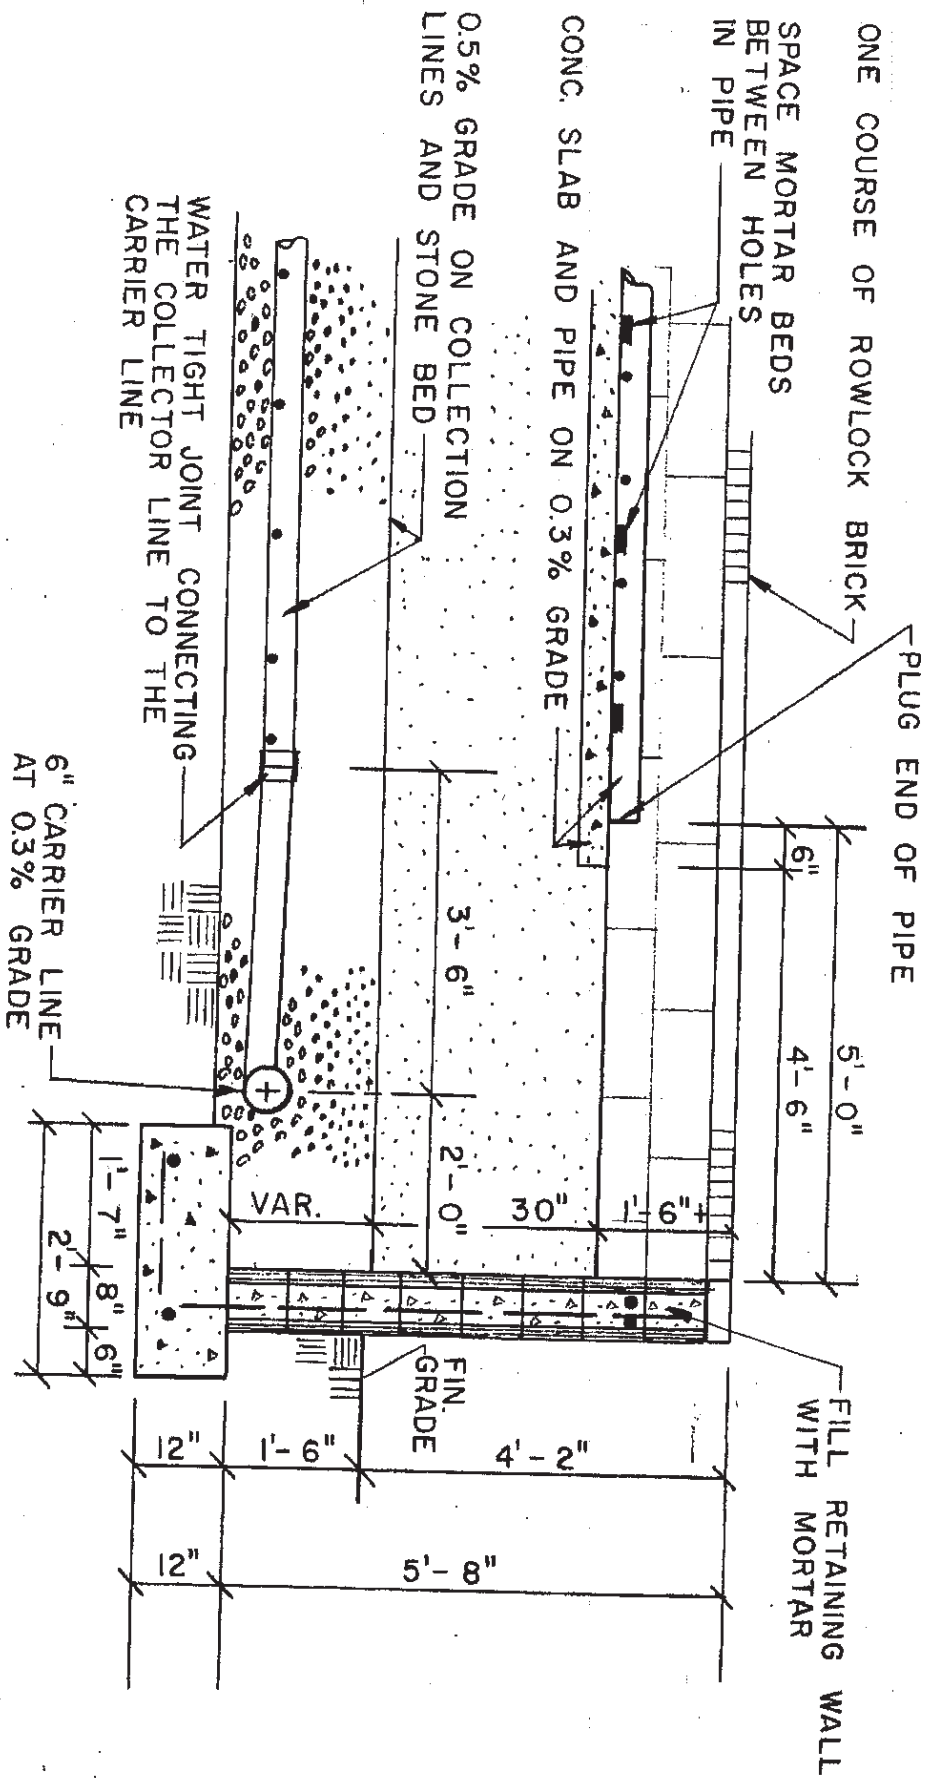 ONE COURSE OF ROWLOCK BRICK
SPACE MORTAR BEDS
BETWEEN HOLES
IN PIPE
CONC. SLAB AND PIPE ON 0.3% GRADE
0.5% GRADE ON COLLECTION
LINES AND STONE BED
WATER TIGHT JOINT CONNECTING
THE COLLECTOR LINE TO THE
CARRIER LINE
6" CARRIER LINE
AT 0.3% GRADE
PLUG END OF PIPE
5'-0"
6"
4'-6"
3'-6"
2'-0"
1'-6"+
30"
VAR.
1'-7"
8"
6"
2'-9"
FILL RETAINING WALL
WITH MORTAR
FIN.
GRADE
4'-2"
1'-6"
12"
5'-8"
12"